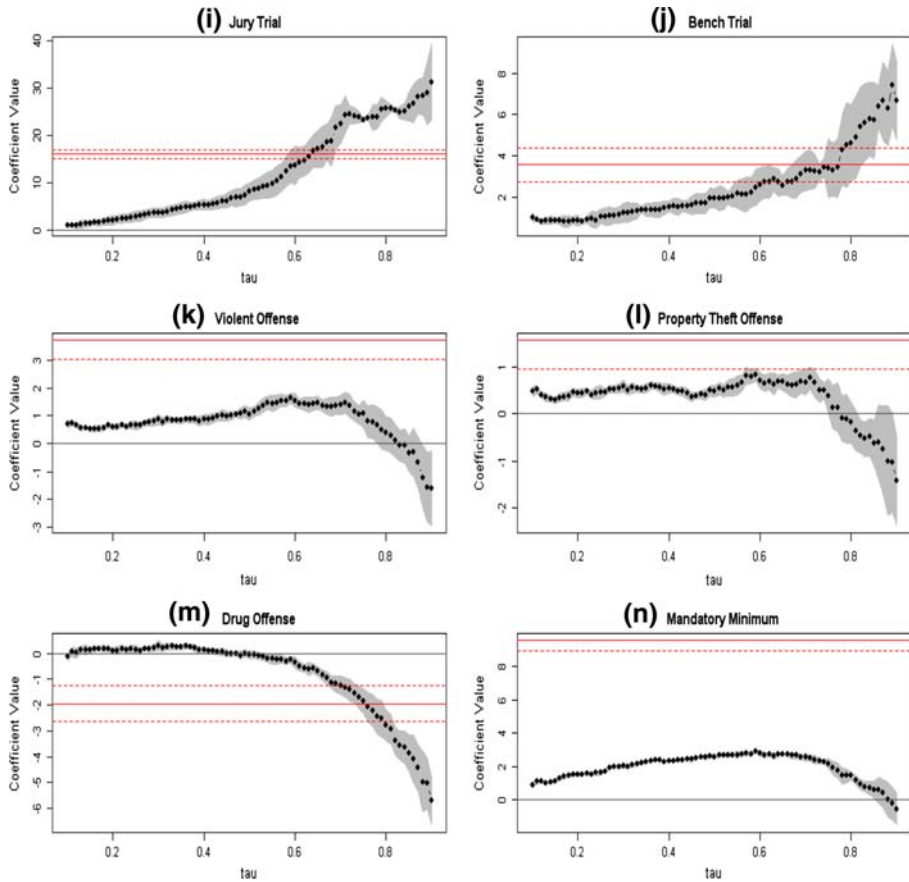 (i) Jury Trial
Coefficient Value
40
30
20
10
0
0.2 0.4 0.6 0.8
tau
(j) Bench Trial
Coefficient Value
8
6
4
2
0.2 0.4 0.6 0.8
tau
(k) Violent Offense
Coefficient Value
3
2
1
0
-1
-2
-3
0.2 0.4 0.6 0.8
tau
(l) Property Theft Offense
Coefficient Value
1
0
-1
-2
0.2 0.4 0.6 0.8
tau
(m) Drug Offense
Coefficient Value
0
-1
-2
-3
-4
-5
-6
0.2 0.4 0.6 0.8
tau
(n) Mandatory Minimum
Coefficient Value
8
6
4
2
0
0.2 0.4 0.6 0.8
tau